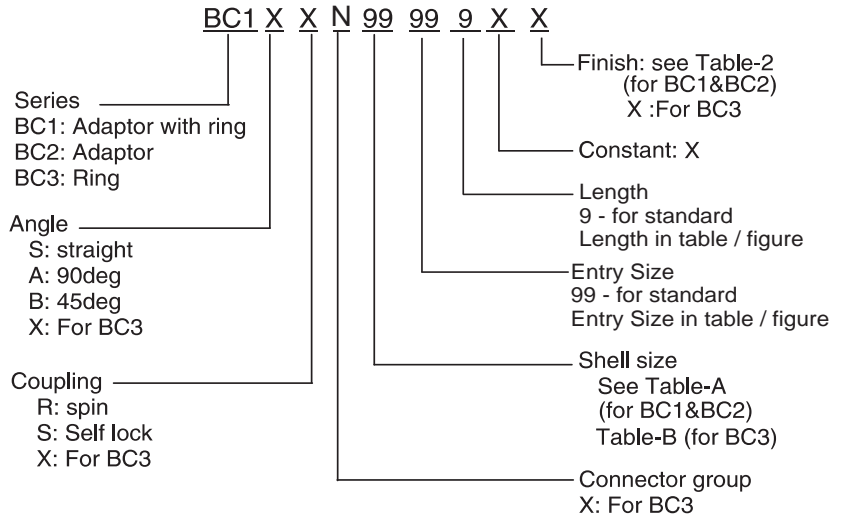 BC1 X X N 99 99 9 X X
Series
BC1: Adaptor with ring
BC2: Adaptor
BC3: Ring
Angle
S: straight
A: 90deg
B: 45deg
X: For BC3
Coupling
R: spin
S: Self lock
X: For BC3
Finish: see Table-2
(for BC1&BC2)
X :For BC3
Constant: X
Length
9 - for standard
Length in table / figure
Entry Size
99 - for standard
Entry Size in table / figure
Shell size
See Table-A
(for BC1&BC2)
Table-B (for BC3)
Connector group
X: For BC3